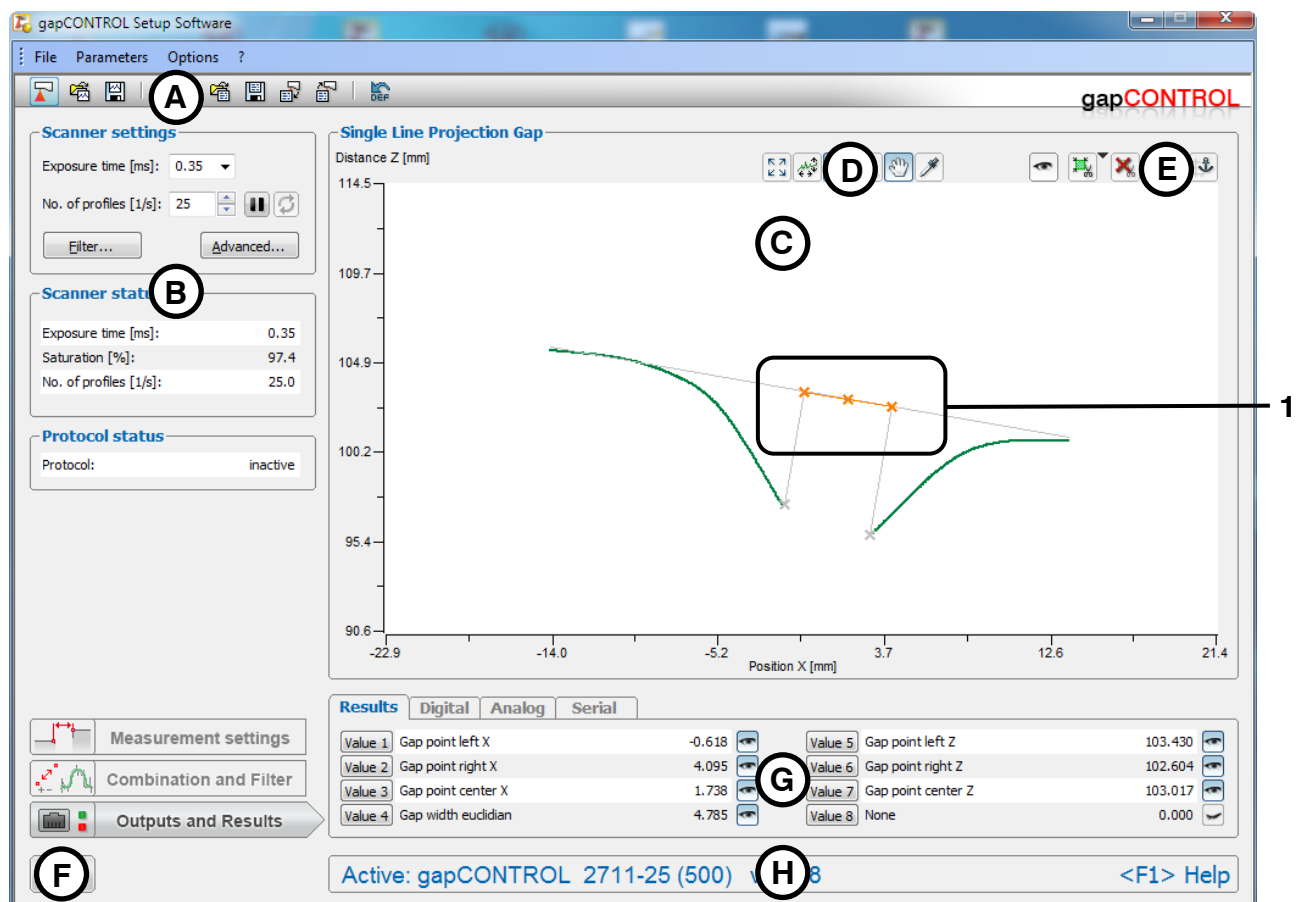 gapCONTROL Setup Software
File Parameters Options ?
A
DEF
gapCONTROL
Scanner settings
Exposure time [ms]: 0.35
No. of profiles [1/s]: 25
Filter... Advanced...
B
Scanner
Exposure time [ms]: 0.35
Saturation [%]: 97.4
No. of profiles [1/s]: 25.0
Protocol status
Protocol: inactive
Single Line Projection Gap
Distance Z [mm]
D
E
C
114.5
109.7
104.9
100.2
95.4
90.6
-22.9 -14.0 -5.2 3.7 12.6 21.4
Position X [mm]
1
Measurement settings
Combination and Filter
Outputs and Results
F
Results Digital Analog Serial
Value 1 Gap point left X -0.618
Value 2 Gap point right X 4.095
Value 3 Gap point center X 1.738
Value 4 Gap width euclidian 4.785
G
Value 5 Gap point left Z 103.430
Value 6 Gap point right Z 102.604
Value 7 Gap point center Z 103.017
Value 8 None 0.000
Active: gapCONTROL 2711-25 (500) H 8 <F1> Help